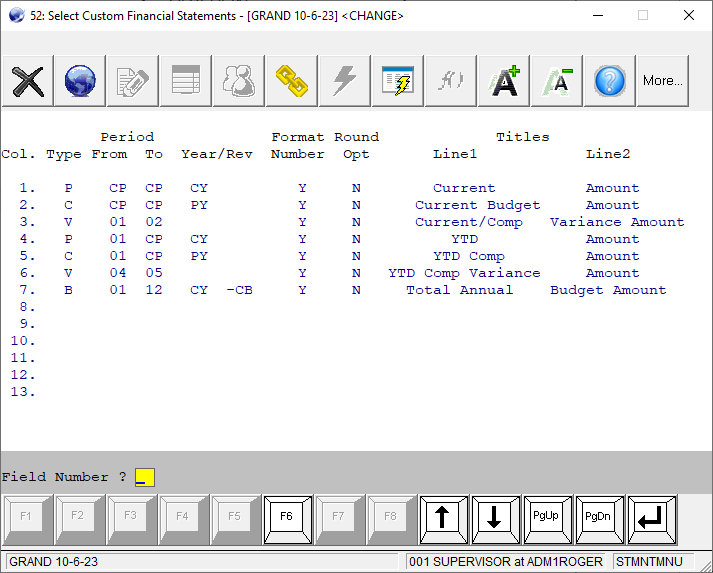 52: Select Custom Financial Statements - [GRAND 10-6-23] <CHANGE>
f() A A ? More...
Period Format Round Titles
Col. Type From To Year/Rev Number Opt Line1 Line2
1. P CP CP CY Y N Current Amount
2. C CP CP PY Y N Current Budget Amount
3. V 01 02 Y N Current/Comp Variance Amount
4. P 01 CP CY Y N YTD Amount
5. C 01 CP PY Y N YTD Comp Amount
6. V 04 05 Y N YTD Comp Variance Amount
7. B 01 12 CY -CB Y N Total Annual Budget Amount
8.
9.
10.
11.
12.
13.
Field Number ?
F1 F2 F3 F4 F5 F6 F7 F8 PgUp PgDn
GRAND 10-6-23 001 SUPERVISOR at ADM1ROGER STMNTMNU